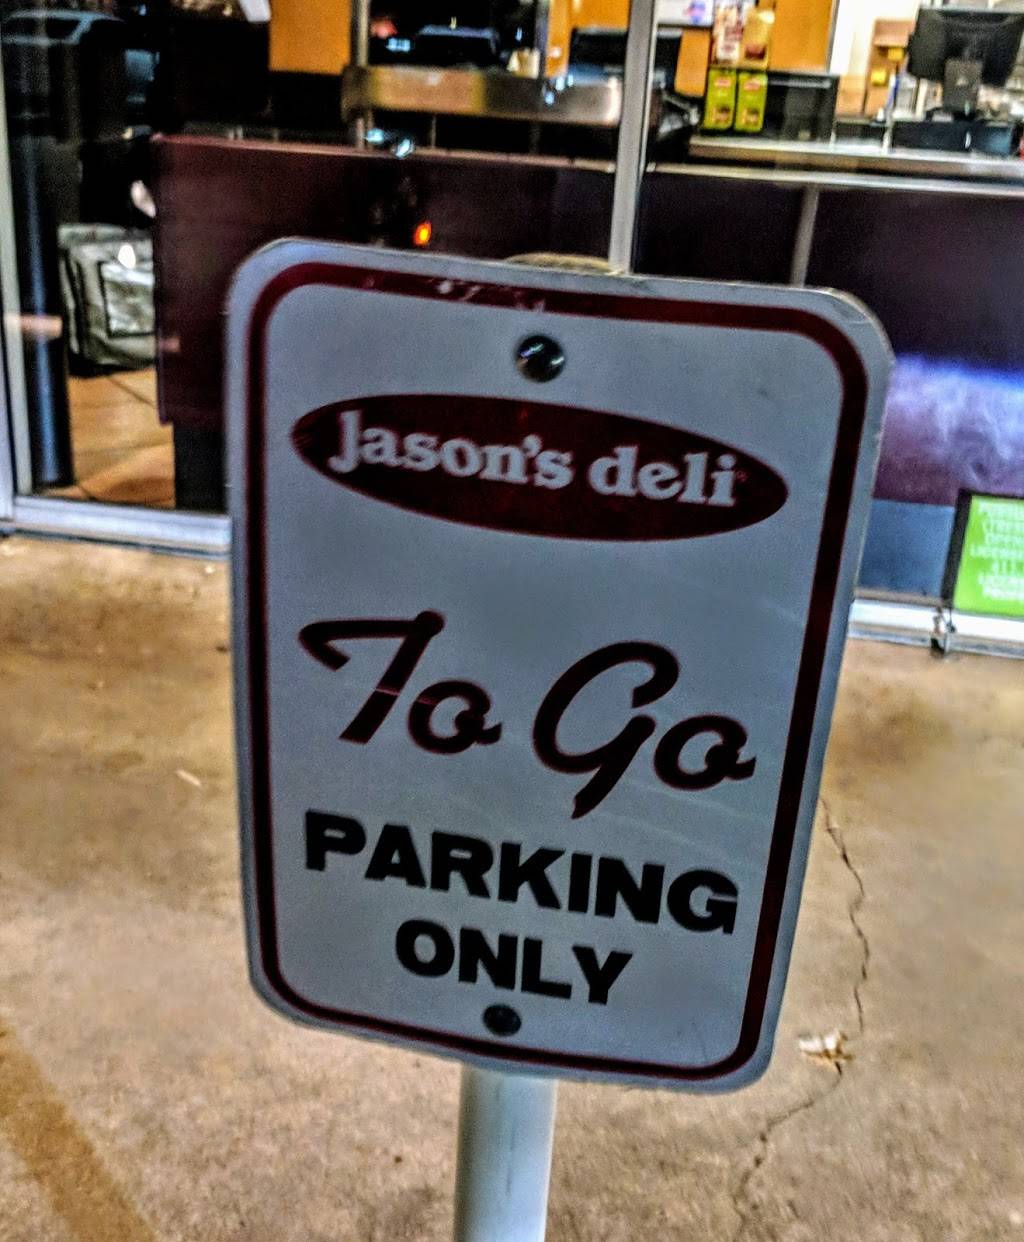 Jason's deli
To Go
PARKING
ONLY